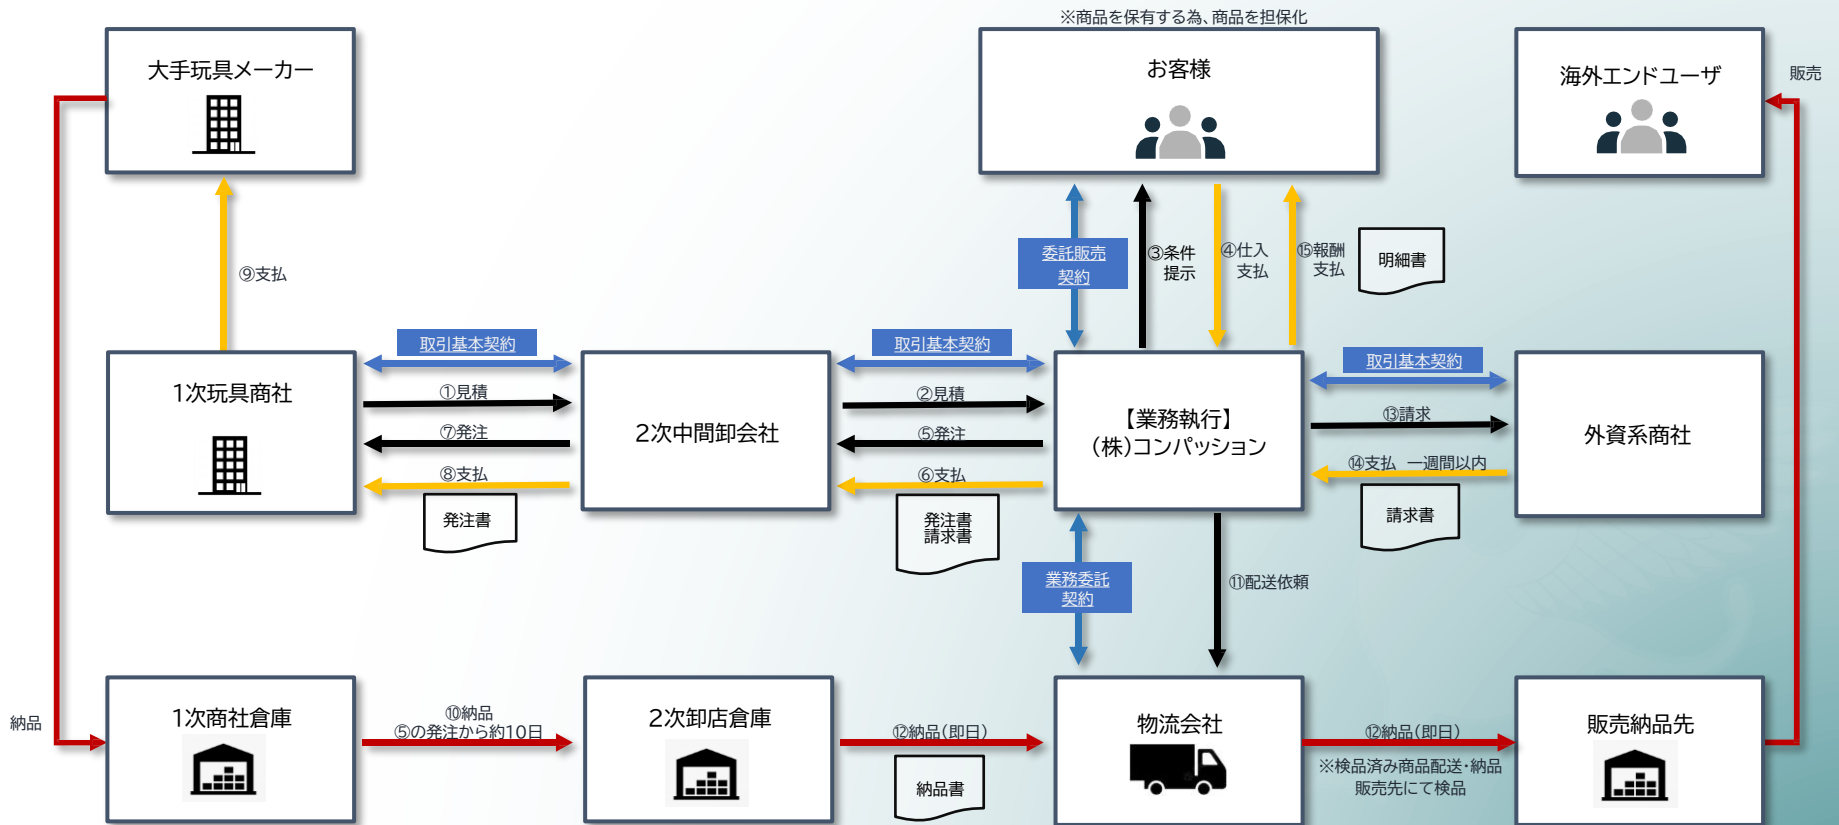 ※商品を保有する為、商品を担保化
大手玩具メーカー
お客様
海外エンドユーザ
販売
委託販売
契約
③条件
提示
④仕入
支払
⑮報酬
支払
明細書
⑨支払
取引基本契約
取引基本契約
取引基本契約
1次玩具商社
①見積
⑦発注
⑧支払
発注書
2次中間卸会社
②見積
⑤発注
⑥支払
発注書
請求書
【業務執行】
(株)コンパッション
⑬請求
⑭支払 一週間以内
請求書
外資系商社
業務委託
契約
⑪配送依頼
納品
1次商社倉庫
⑩納品
⑤の発注から約10日
2次卸店倉庫
⑫納品(即日)
納品書
物流会社
⑫納品(即日)
※検品済み商品配送・納品
販売先にて検品
販売納品先